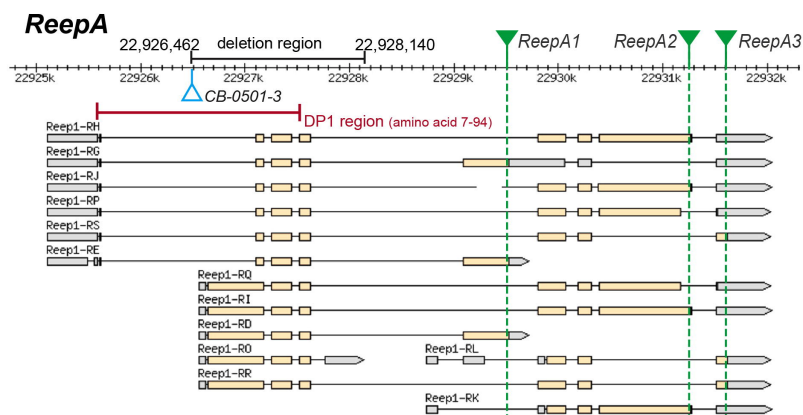 ReepA
22,926,462 deletion region 22,928,140
ReepA1 ReepA2 ReepA3
22925k 22926k 22927k 22928k 22929k 22930k 22931k 22932k
CB-0501-3
DP1 region (amino acid 7-94)
Reep1-RH
Reep1-RG
Reep1-RJ
Reep1-RP
Reep1-RS
Reep1-RE
Reep1-RQ
Reep1-RI
Reep1-RD
Reep1-RO Reep1-RL
Reep1-RR
Reep1-RK